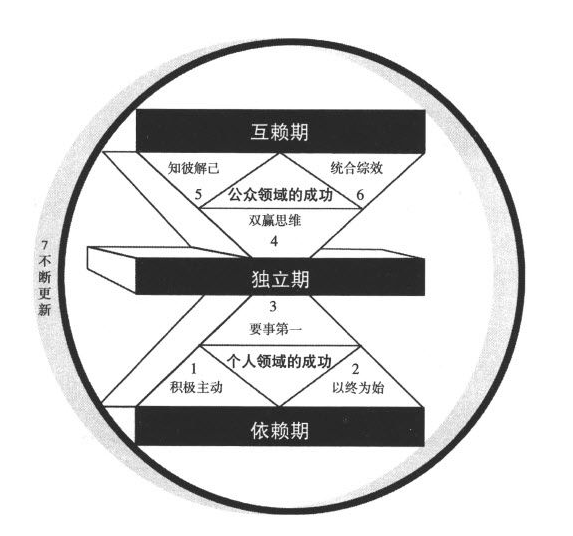 互赖期
知彼解己
统合综效
5
公众领域的成功
6
双赢思维
4
7
不断更新
独立期
3
要事第一
个人领域的成功
1
2
积极主动
以终为始
依赖期